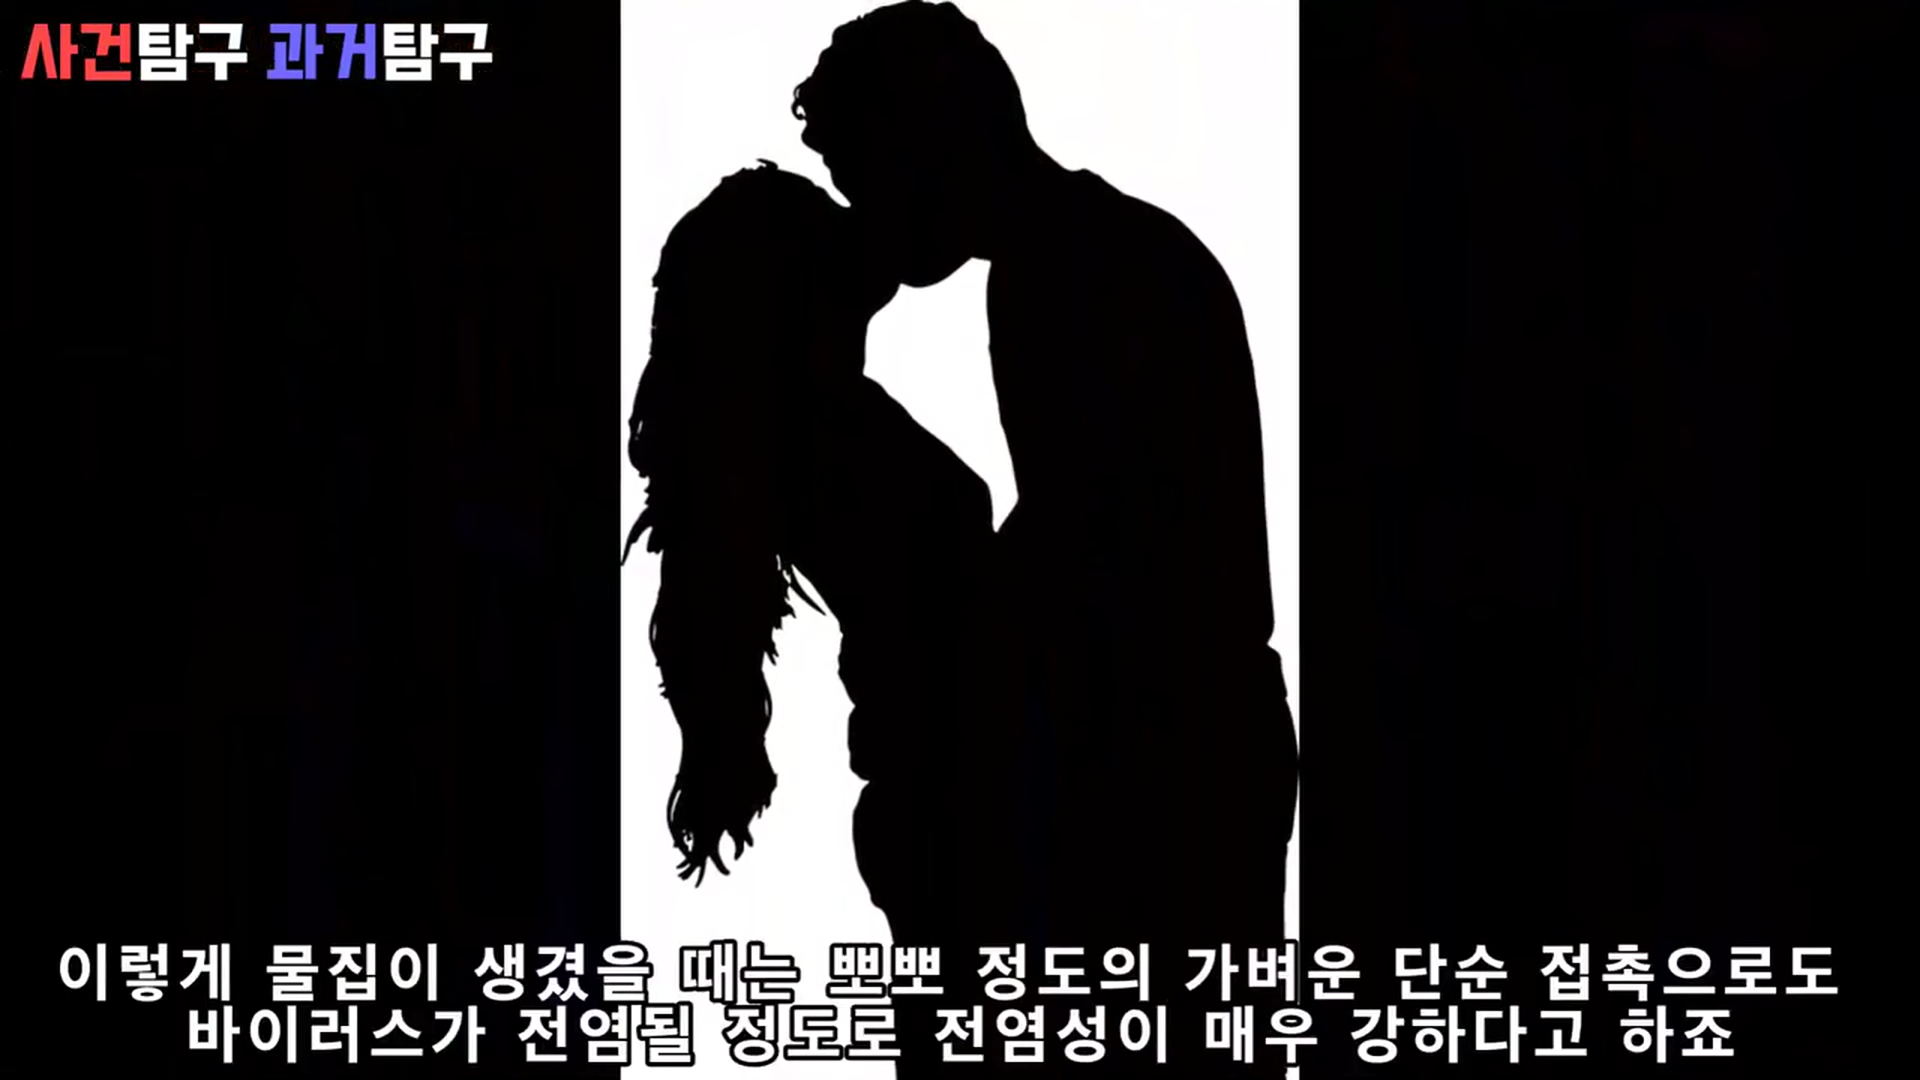 사건탐구 과거탐구
이렇게 물집이 생겼을 때는 뽀뽀 정도의 가벼운 단순 접촉으로도
바이러스가 전염될 정도로 전염성이 매우 강하다고 하죠